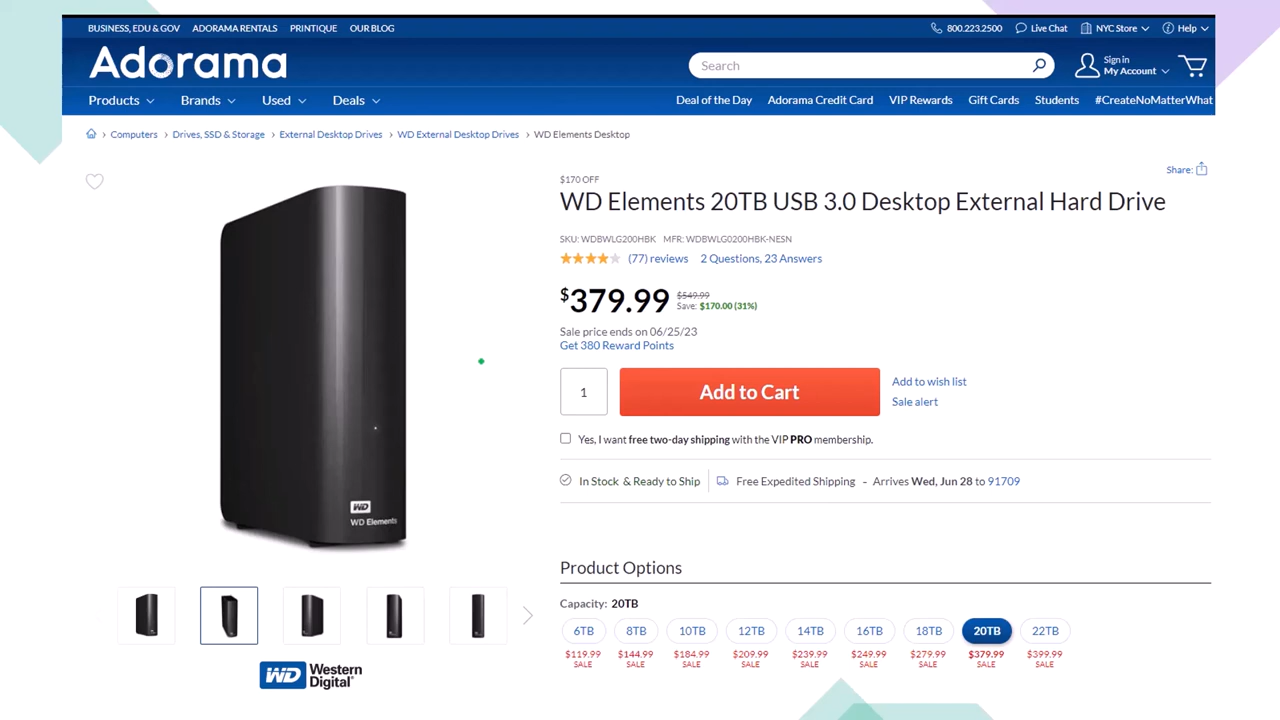 BUSINESS, EDU & GOV ADORAMA RENTALS PRINTIQUE OUR BLOG
800.223.2500 Live Chat NYC Store Help
Adorama
Search
Sign in
My Account
Products Brands Used Deals
Deal of the Day Adorama Credit Card VIP Rewards Gift Cards Students #CreateNoMatterWhat
Computers > Drives, SSD & Storage > External Desktop Drives > WD External Desktop Drives > WD Elements Desktop
Share:
$170 OFF
WD Elements 20TB USB 3.0 Desktop External Hard Drive
SKU: WDBWLG200HBK MFR: WDBWLG0200HBK-NESN
(77) reviews 2 Questions, 23 Answers
$379.99 $549.99
Save: $170.00 (31%)
Sale price ends on 06/25/23
Get 380 Reward Points
1 Add to Cart
Add to wish list
Sale alert
Yes, I want free two-day shipping with the VIP PRO membership.
In Stock & Ready to Ship Free Expedited Shipping - Arrives Wed, Jun 28 to 91709
WD
WD Elements
Product Options
Capacity: 20TB
6TB 8TB 10TB 12TB 14TB 16TB 18TB 20TB 22TB
$119.99 $144.99 $184.99 $209.99 $239.99 $249.99 $279.99 $379.99 $399.99
SALE SALE SALE SALE SALE SALE SALE SALE SALE
WD Western
Digital®